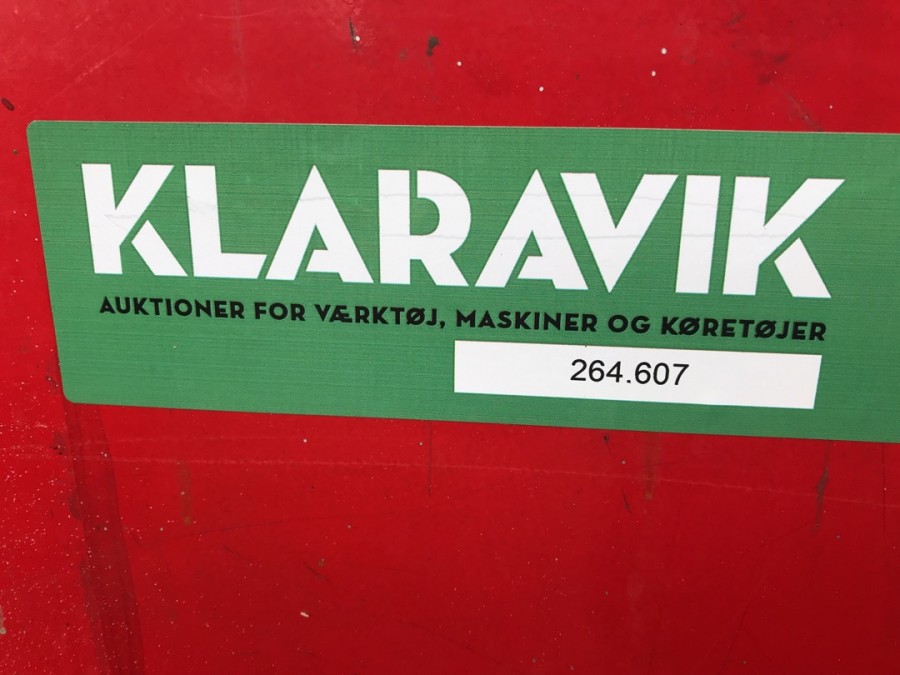 KLARAVIK
AUKTIONER FOR VÆRKTØJ, MASKINER OG KØRETØJER
264.607